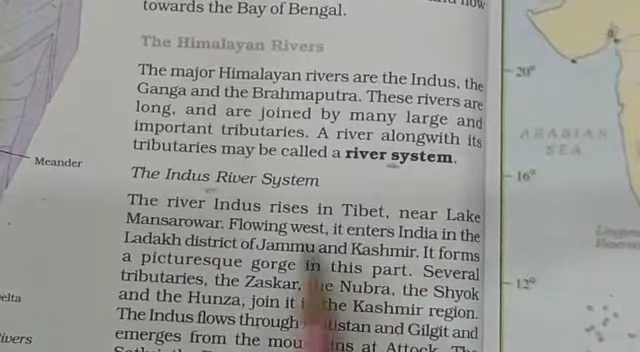 towards the Bay of Bengal.
The Himalayan Rivers
The major Himalayan rivers are the Indus, the
Ganga and the Brahmaputra. These rivers are
long, and are joined by many large and
important tributaries. A river alongwith its
tributaries may be called a river system.
Meander
The Indus River System
The river Indus rises in Tibet, near Lake
Mansarowar. Flowing west, it enters India in the
Ladakh district of Jammu and Kashmir. It forms
a picturesque gorge in this part. Several
tributaries, the Zaskar, the Nubra, the Shyok
and the Hunza, join it the Kashmir region.
The Indus flows through and Gilgit and
emerges from the at Attock.
20°
ARABIAN
SEA
16°
12°